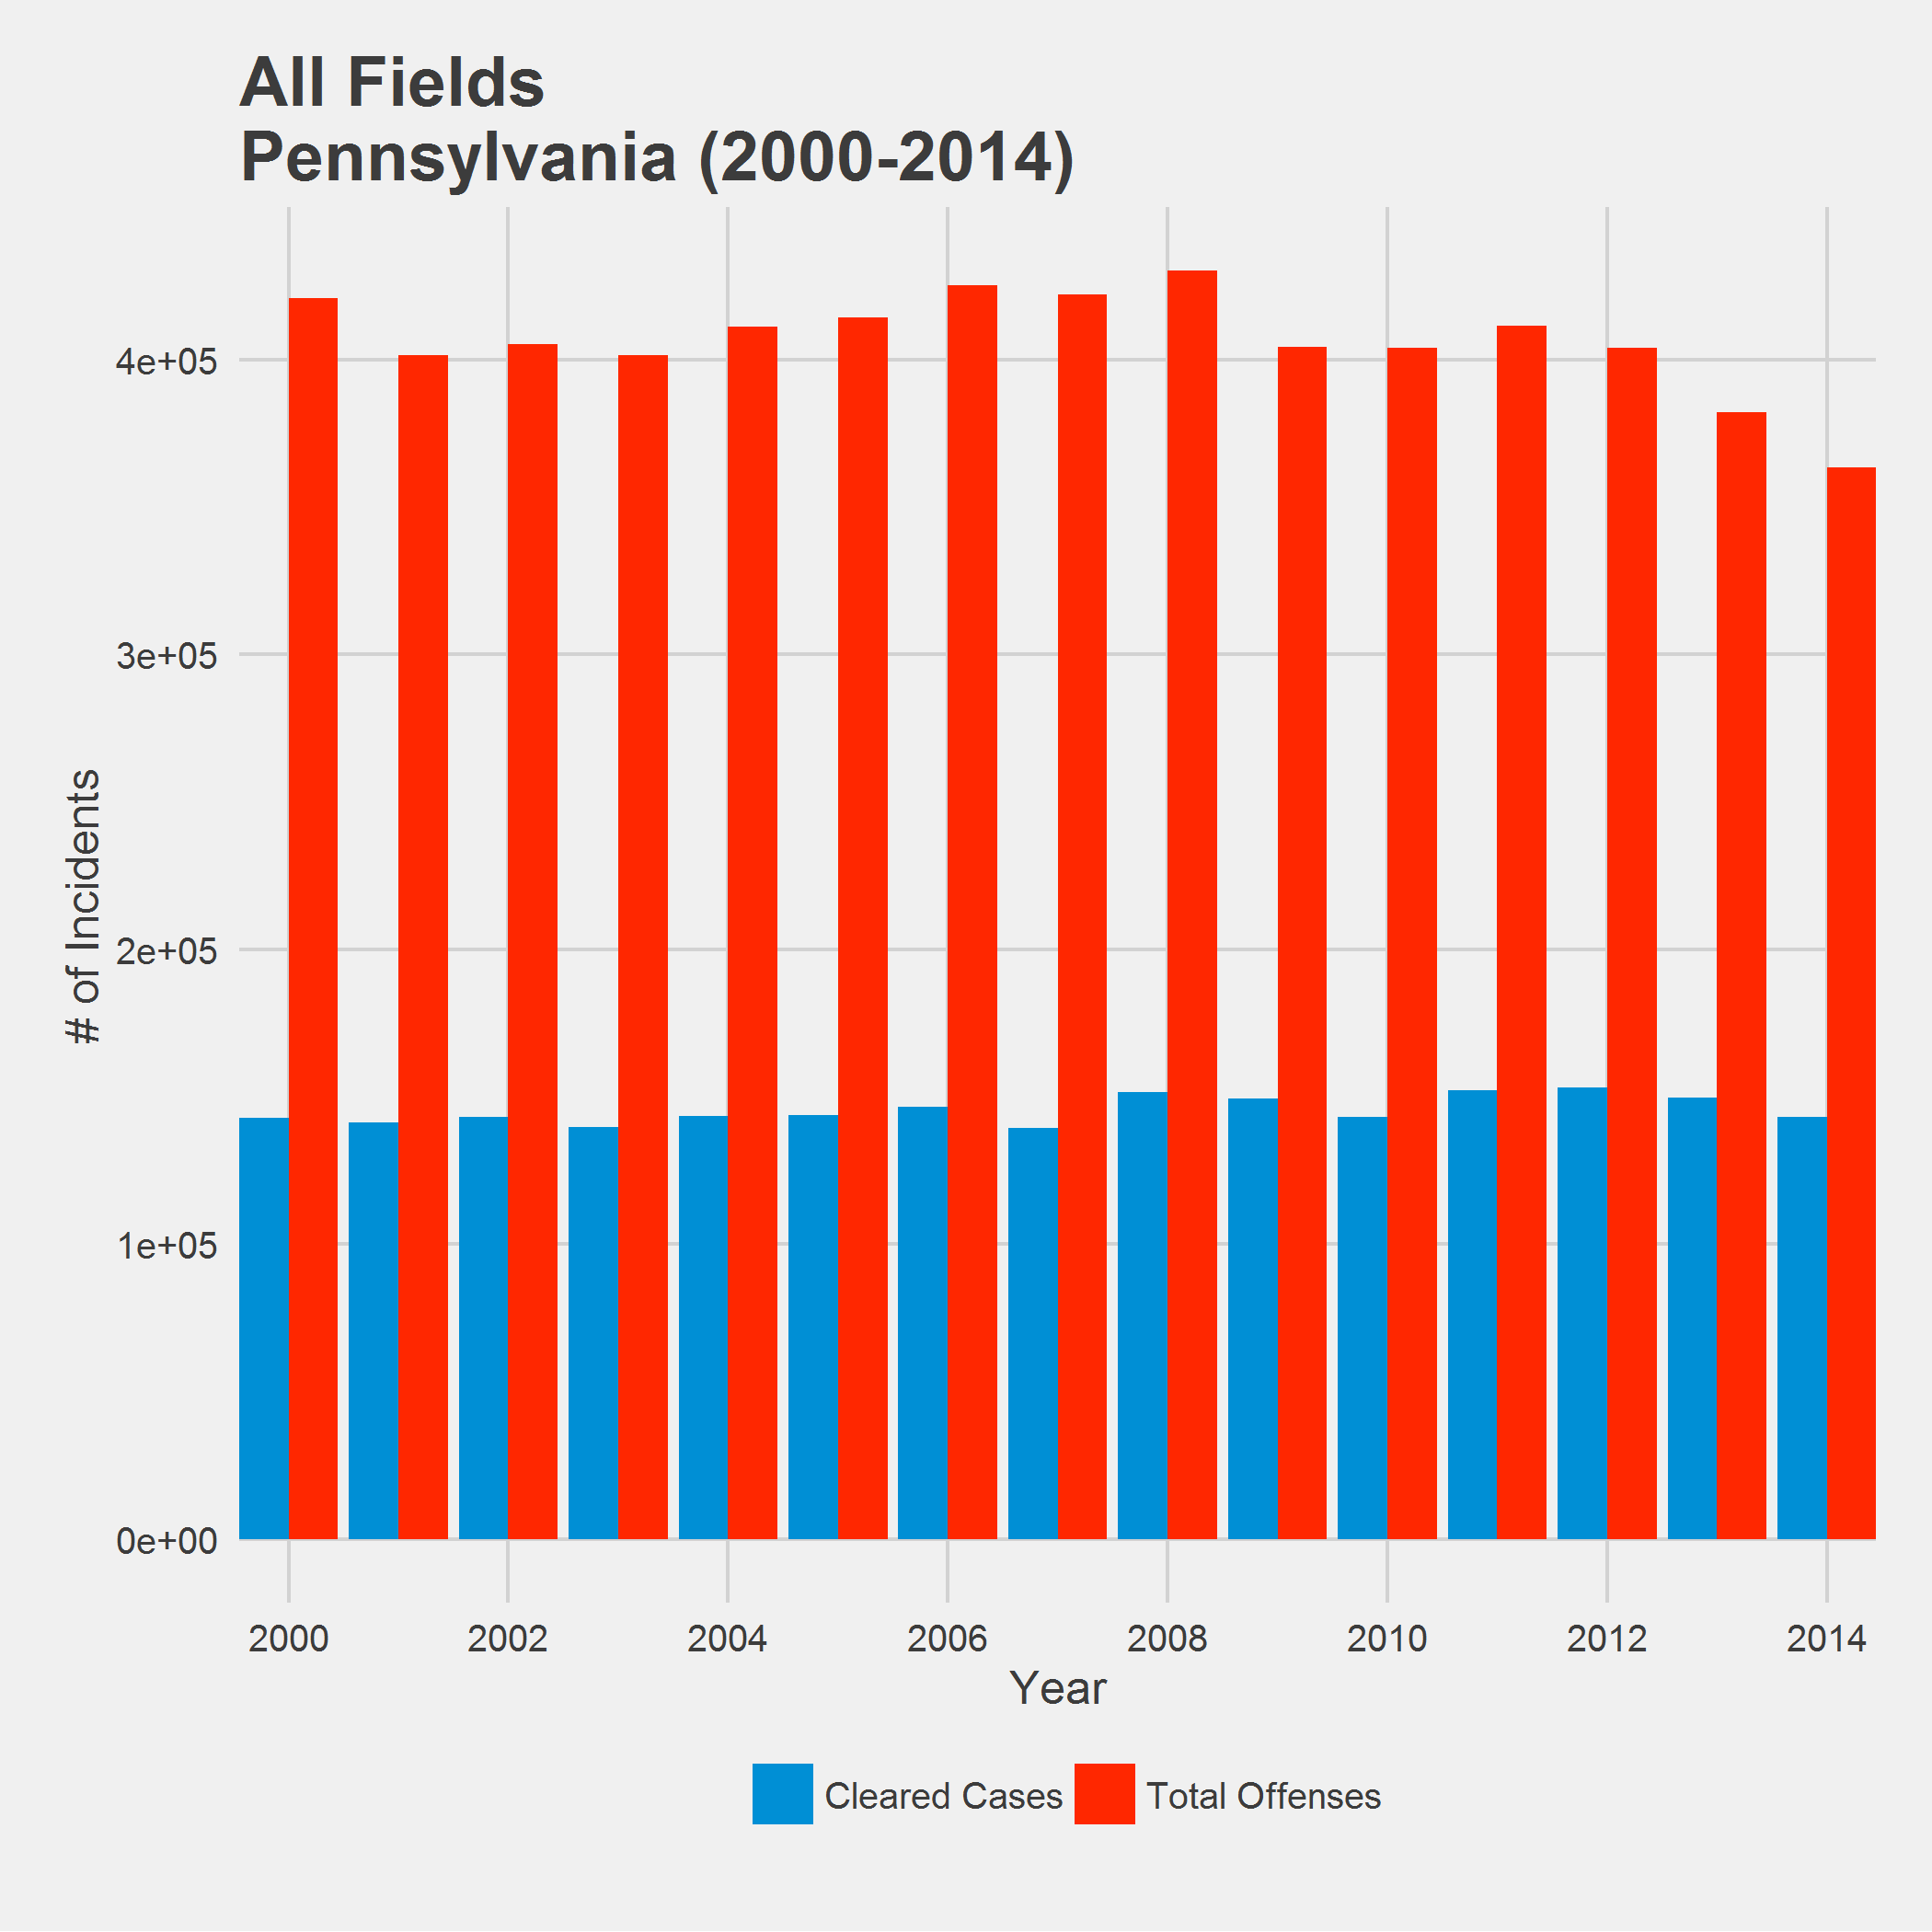 All Fields
Pennsylvania (2000-2014)
4e+05
3e+05
2e+05
1e+05
0e+00
# of Incidents
2000 2002 2004 2006 2008 2010 2012 2014
Year
Cleared Cases Total Offenses